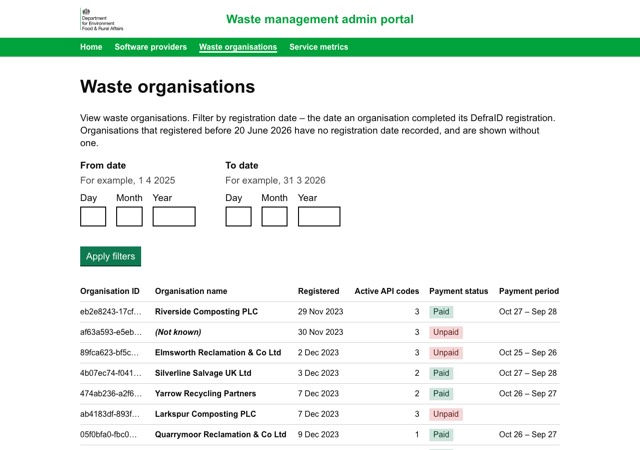 Department
for Environment
Food & Rural Affairs
Waste management admin portal
Home Software providers Waste organisations Service metrics
Waste organisations
View waste organisations. Filter by registration date – the date an organisation completed its DefraID registration.
Organisations that registered before 20 June 2026 have no registration date recorded, and are shown without
one.
From date To date
For example, 1 4 2025 For example, 31 3 2026
Day Month Year Day Month Year
Apply filters
Organisation ID Organisation name Registered Active API codes Payment status Payment period
eb2e8243-17cf… Riverside Composting PLC 29 Nov 2023 3 Paid Oct 27 – Sep 28
af63a593-e5eb… (Not known) 30 Nov 2023 3 Unpaid
89fca623-bf5c… Elmsworth Reclamation & Co Ltd 2 Dec 2023 3 Unpaid Oct 25 – Sep 26
4b07ec74-f041… Silverline Salvage UK Ltd 3 Dec 2023 2 Paid Oct 27 – Sep 28
474ab236-a2f6… Yarrow Recycling Partners 7 Dec 2023 2 Paid Oct 26 – Sep 27
ab4183df-893f… Larkspur Composting PLC 7 Dec 2023 3 Unpaid
05f0bfa0-fbc0… Quarrymoor Reclamation & Co Ltd 9 Dec 2023 1 Paid Oct 26 – Sep 27